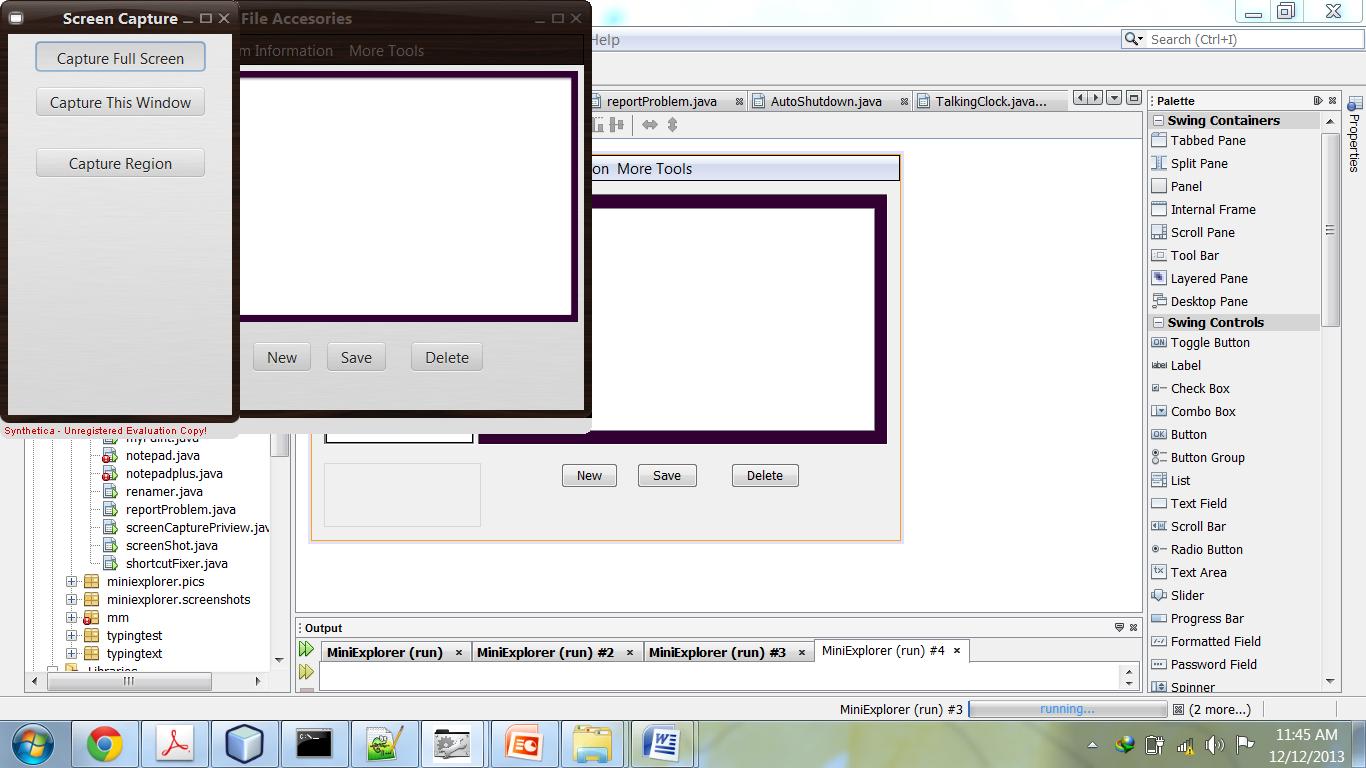 Screen Capture
File Accesories
Capture Full Screen
Capture This Window
Capture Region
m Information More Tools
New Save Delete
Synthetica - Unregistered Evaluation Copy!
Help
Search (Ctrl+I)
reportProblem.java AutoShutdown.java TalkingClock.java...
on More Tools
New Save Delete
notepad.java
notepadplus.java
renamer.java
reportProblem.java
screenCapturePriview.jav
screenShot.java
shortcutFixer.java
miniexplorer.pics
miniexplorer.screenshots
mm
typingtest
typingtext
Libraries
Palette
Swing Containers
Tabbed Pane
Split Pane
Panel
Internal Frame
Scroll Pane
Tool Bar
Layered Pane
Desktop Pane
Swing Controls
Toggle Button
label Label
Check Box
Combo Box
OK Button
Button Group
List
Text Field
Scroll Bar
Radio Button
tx Text Area
Slider
Progress Bar
Formatted Field
Password Field
Spinner
Properties
Output
MiniExplorer (run) MiniExplorer (run) #2 MiniExplorer (run) #3 MiniExplorer (run) #4
MiniExplorer (run) #3 running... (2 more...)
11:45 AM
12/12/2013